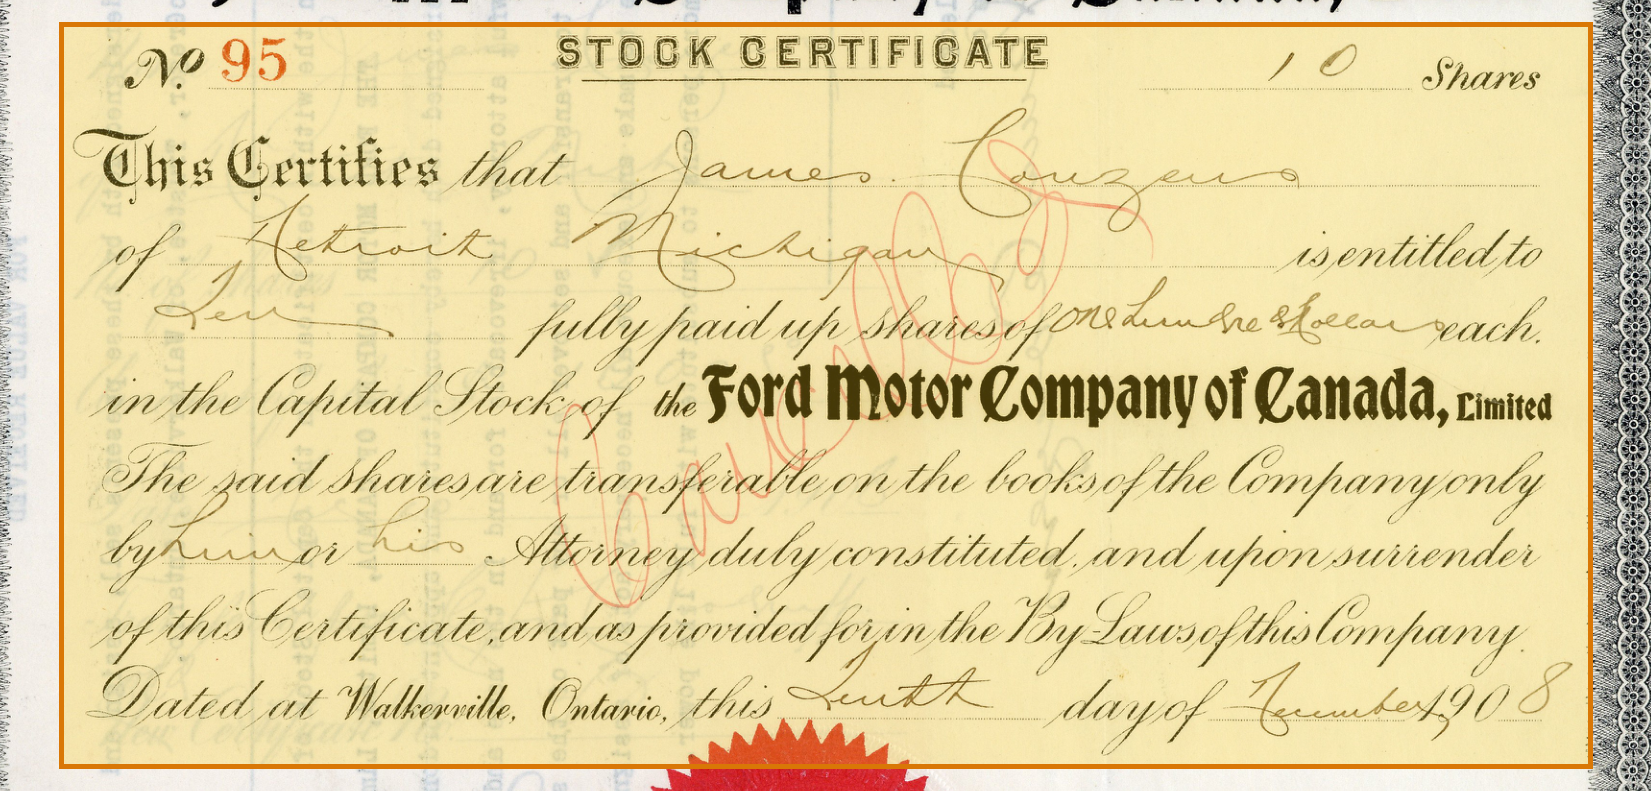 No. 95 STOCK CERTIFICATE 10 Shares
This Certifies that James Couzens
of Detroit Michigan is entitled to
Ten fully paid up shares of One Hundred Dollars each.
in the Capital Stock of the Ford Motor Company of Canada, Limited
The said shares are transferable on the books of the Company only
by him or his Attorney duly constituted, and upon surrender
of this Certificate, and as provided for in the By-Laws of this Company.
Dated at Walkerville, Ontario, this Tenth day of December 1908
Cancelled